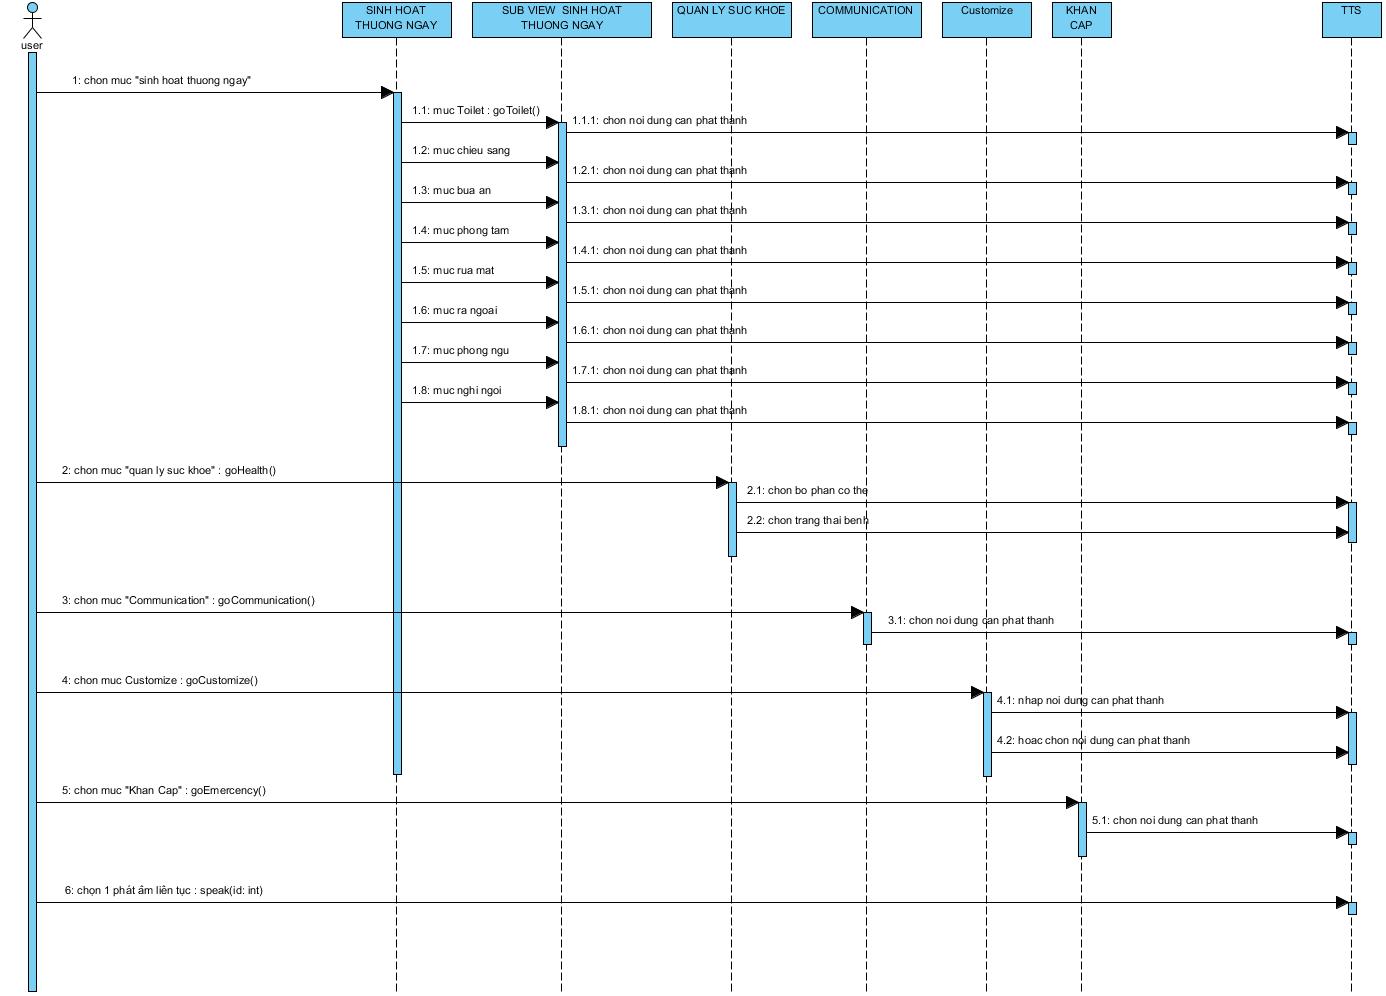 user
SINH HOAT
THUONG NGAY
SUB VIEW SINH HOAT
THUONG NGAY
QUAN LY SUC KHOE
COMMUNICATION
Customize
KHAN
CAP
TTS
1: chon muc "sinh hoat thuong ngay"
1.1: muc Toilet : goToilet()
1.1.1: chon noi dung can phat thanh
1.2: muc chieu sang
1.2.1: chon noi dung can phat thanh
1.3: muc bua an
1.3.1: chon noi dung can phat thanh
1.4: muc phong tam
1.4.1: chon noi dung can phat thanh
1.5: muc rua mat
1.5.1: chon noi dung can phat thanh
1.6: muc ra ngoai
1.6.1: chon noi dung can phat thanh
1.7: muc phong ngu
1.7.1: chon noi dung can phat thanh
1.8: muc nghi ngoi
1.8.1: chon noi dung can phat thanh
2: chon muc "quan ly suc khoe" : goHealth()
2.1: chon bo phan co the
2.2: chon trang thai benh
3: chon muc "Communication" : goCommunication()
3.1: chon noi dung can phat thanh
4: chon muc Customize : goCustomize()
4.1: nhap noi dung can phat thanh
4.2: hoac chon noi dung can phat thanh
5: chon muc "Khan Cap" : goEmercency()
5.1: chon noi dung can phat thanh
6: chọn 1 phát âm liên tục : speak(id: int)